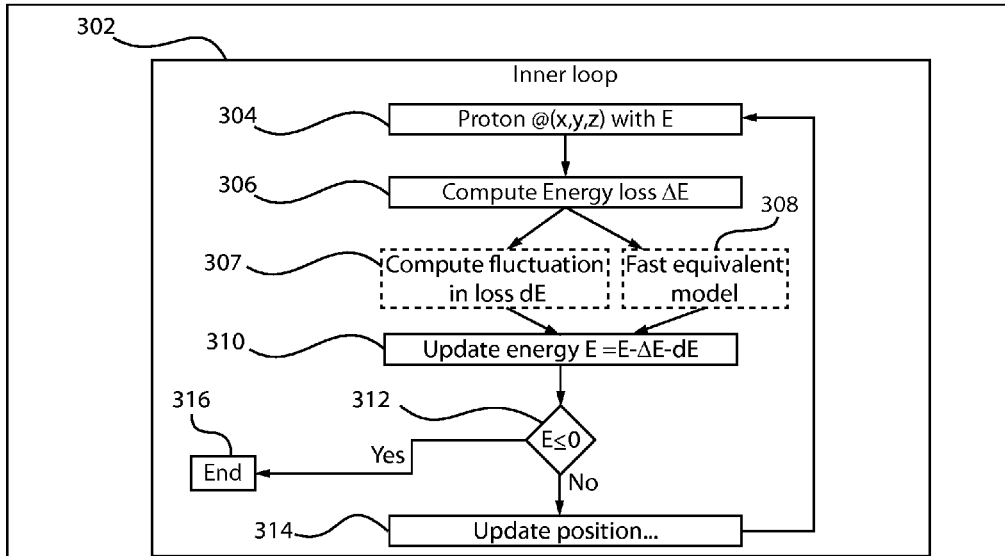 302
Inner loop
304
Proton @(x,y,z) with E
306
Compute Energy loss ΔE
308
307
Compute fluctuation
in loss dE
Fast equivalent
model
310
Update energy E =E-ΔE-dE
316
312
E≤0
Yes
End
No
314
Update position...